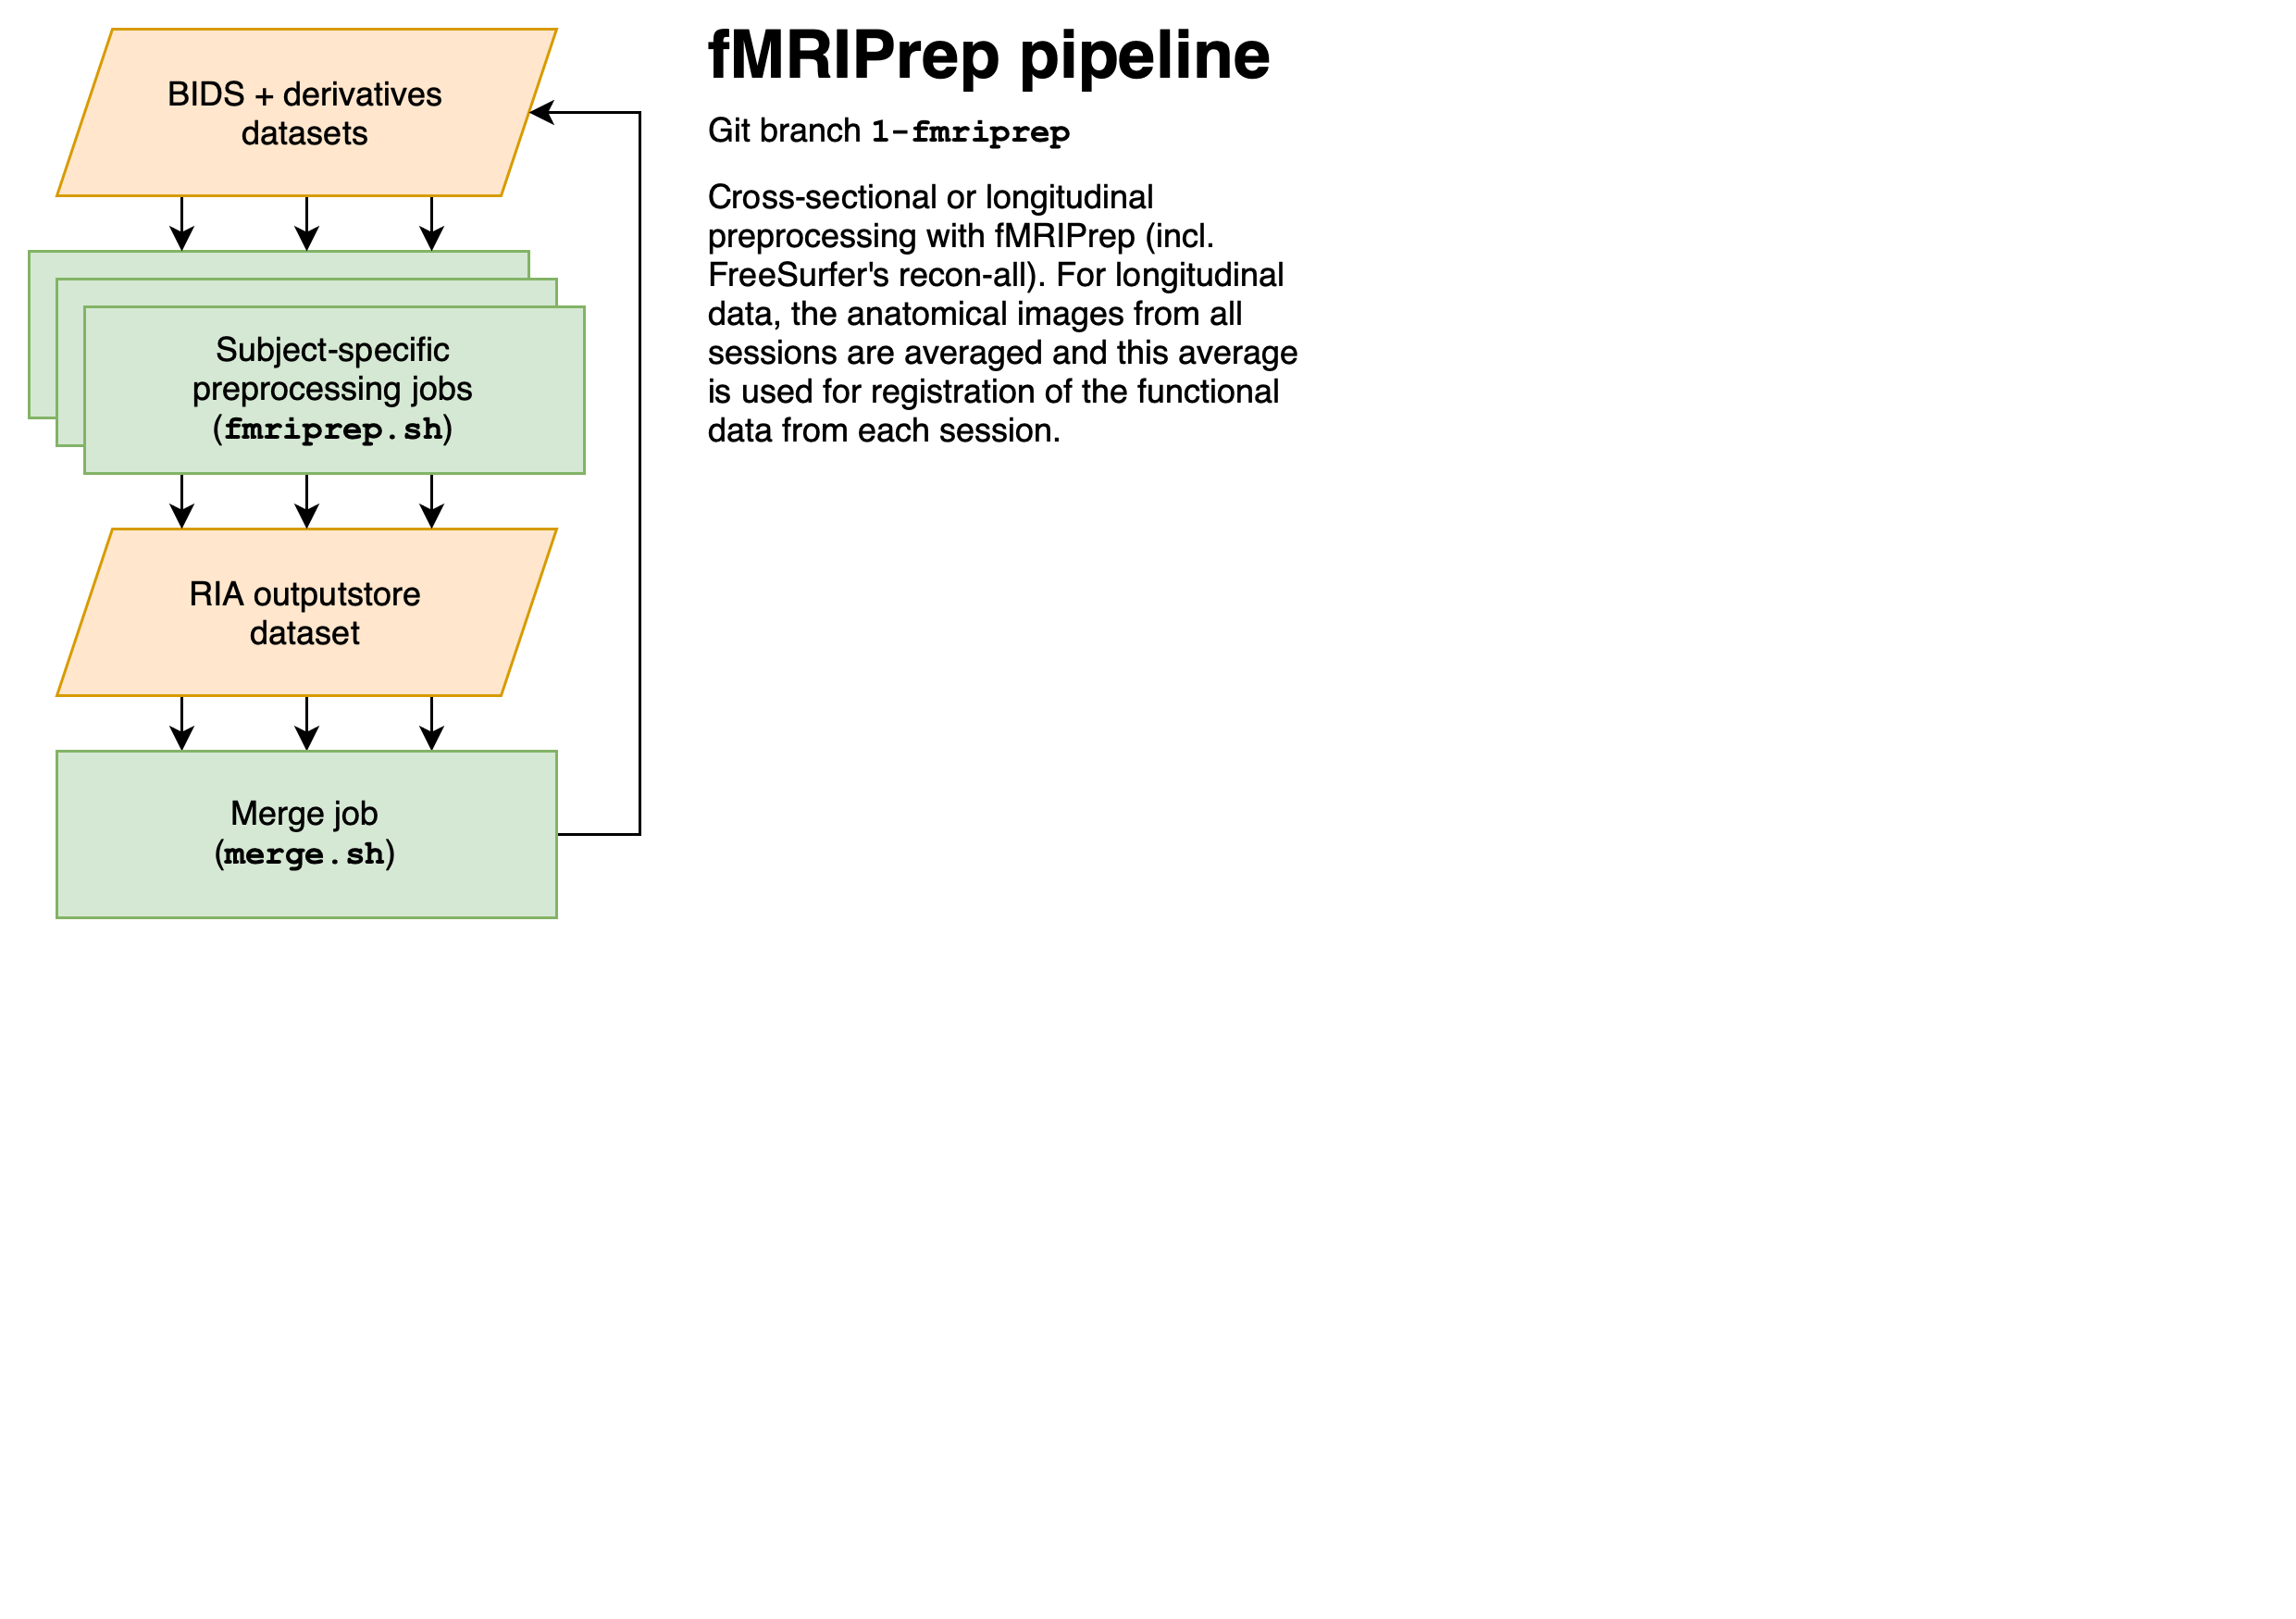 BIDS + derivatives
datasets
Subject-specific
preprocessing jobs
(fmriprep.sh)
RIA outputstore
dataset
Merge job
(merge.sh)
fMRIPrep pipeline
Git branch 1-fmriprep
Cross-sectional or longitudinal
preprocessing with fMRIPrep (incl.
FreeSurfer's recon-all). For longitudinal
data, the anatomical images from all
sessions are averaged and this average
is used for registration of the functional
data from each session.